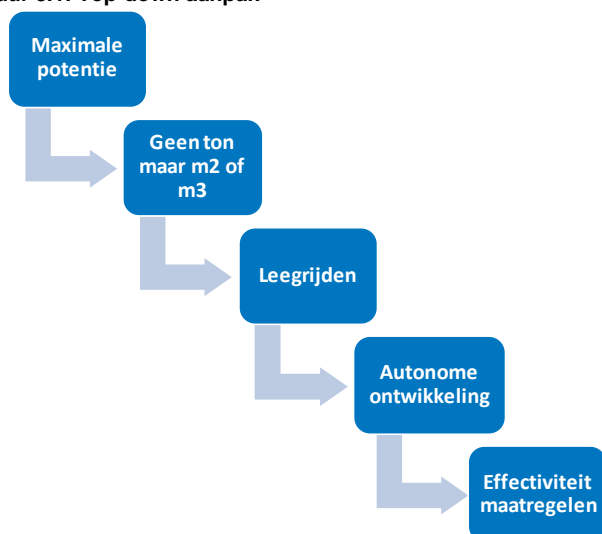 Maximale
potentie
Geen ton
maar m2 of
m3
Leegrijden
Autonome
ontwikkeling
Effectiviteit
maatregelen